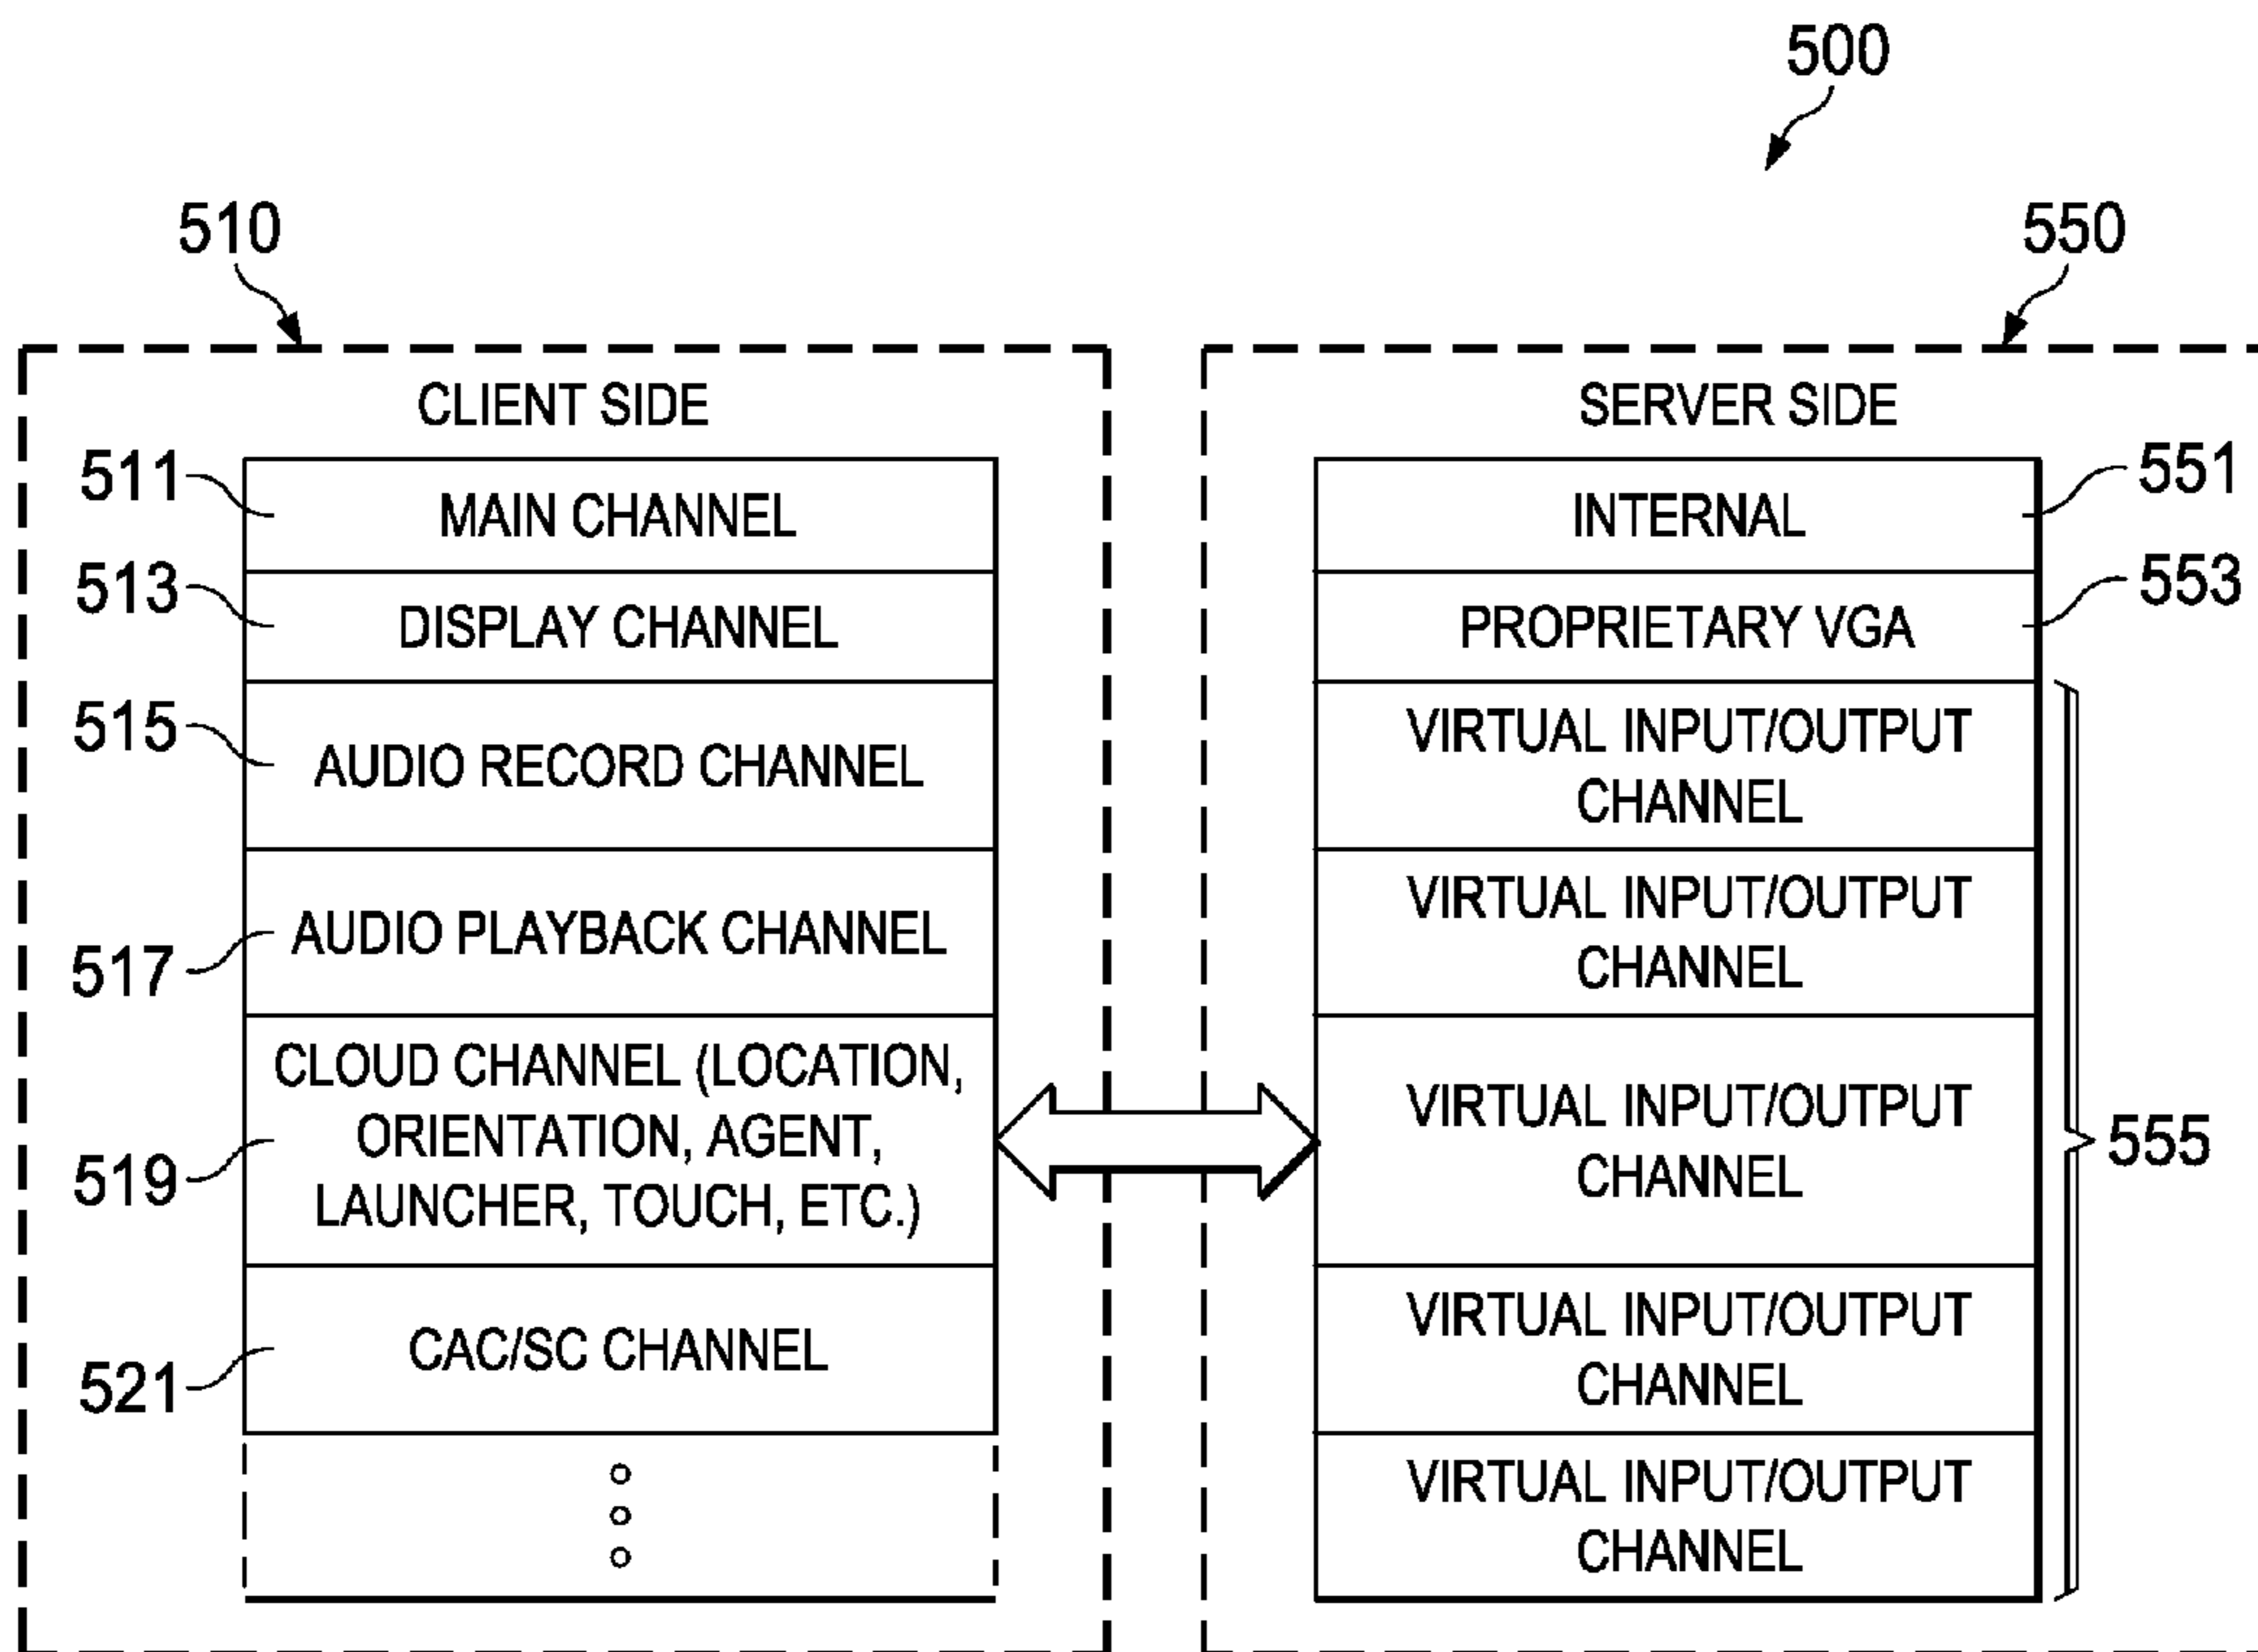 500
510
550
CLIENT SIDE
SERVER SIDE
511
MAIN CHANNEL
513
DISPLAY CHANNEL
515
AUDIO RECORD CHANNEL
517
AUDIO PLAYBACK CHANNEL
519
CLOUD CHANNEL (LOCATION,
ORIENTATION, AGENT,
LAUNCHER, TOUCH, ETC.)
521
CAC/SC CHANNEL
INTERNAL
551
PROPRIETARY VGA
553
VIRTUAL INPUT/OUTPUT
CHANNEL
VIRTUAL INPUT/OUTPUT
CHANNEL
VIRTUAL INPUT/OUTPUT
CHANNEL
VIRTUAL INPUT/OUTPUT
CHANNEL
VIRTUAL INPUT/OUTPUT
CHANNEL
555